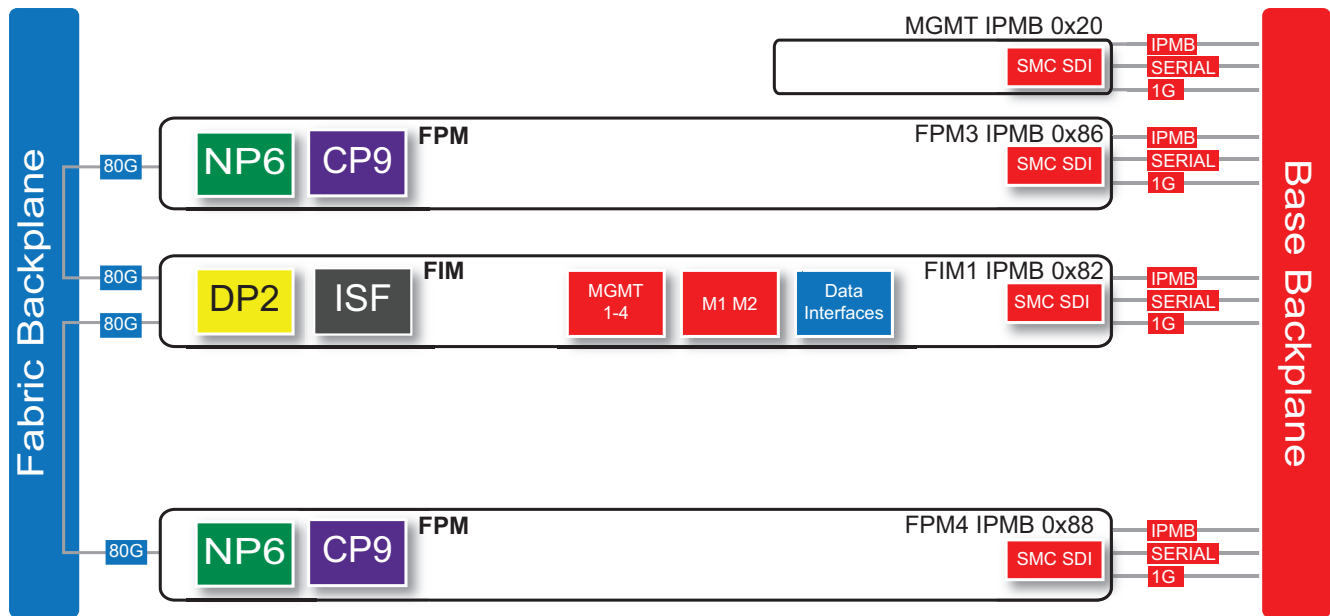 Fabric Backplane
MGMT IPMB 0x20
SMC SDI
IPMB
SERIAL
1G
80G
NP6
CP9
FPM
FPM3 IPMB 0x86
SMC SDI
IPMB
SERIAL
1G
80G
80G
DP2
ISF
FIM
MGMT
1-4
M1 M2
Data
Interfaces
FIM1 IPMB 0x82
SMC SDI
IPMB
SERIAL
1G
80G
NP6
CP9
FPM
FPM4 IPMB 0x88
SMC SDI
IPMB
SERIAL
1G
Base Backplane